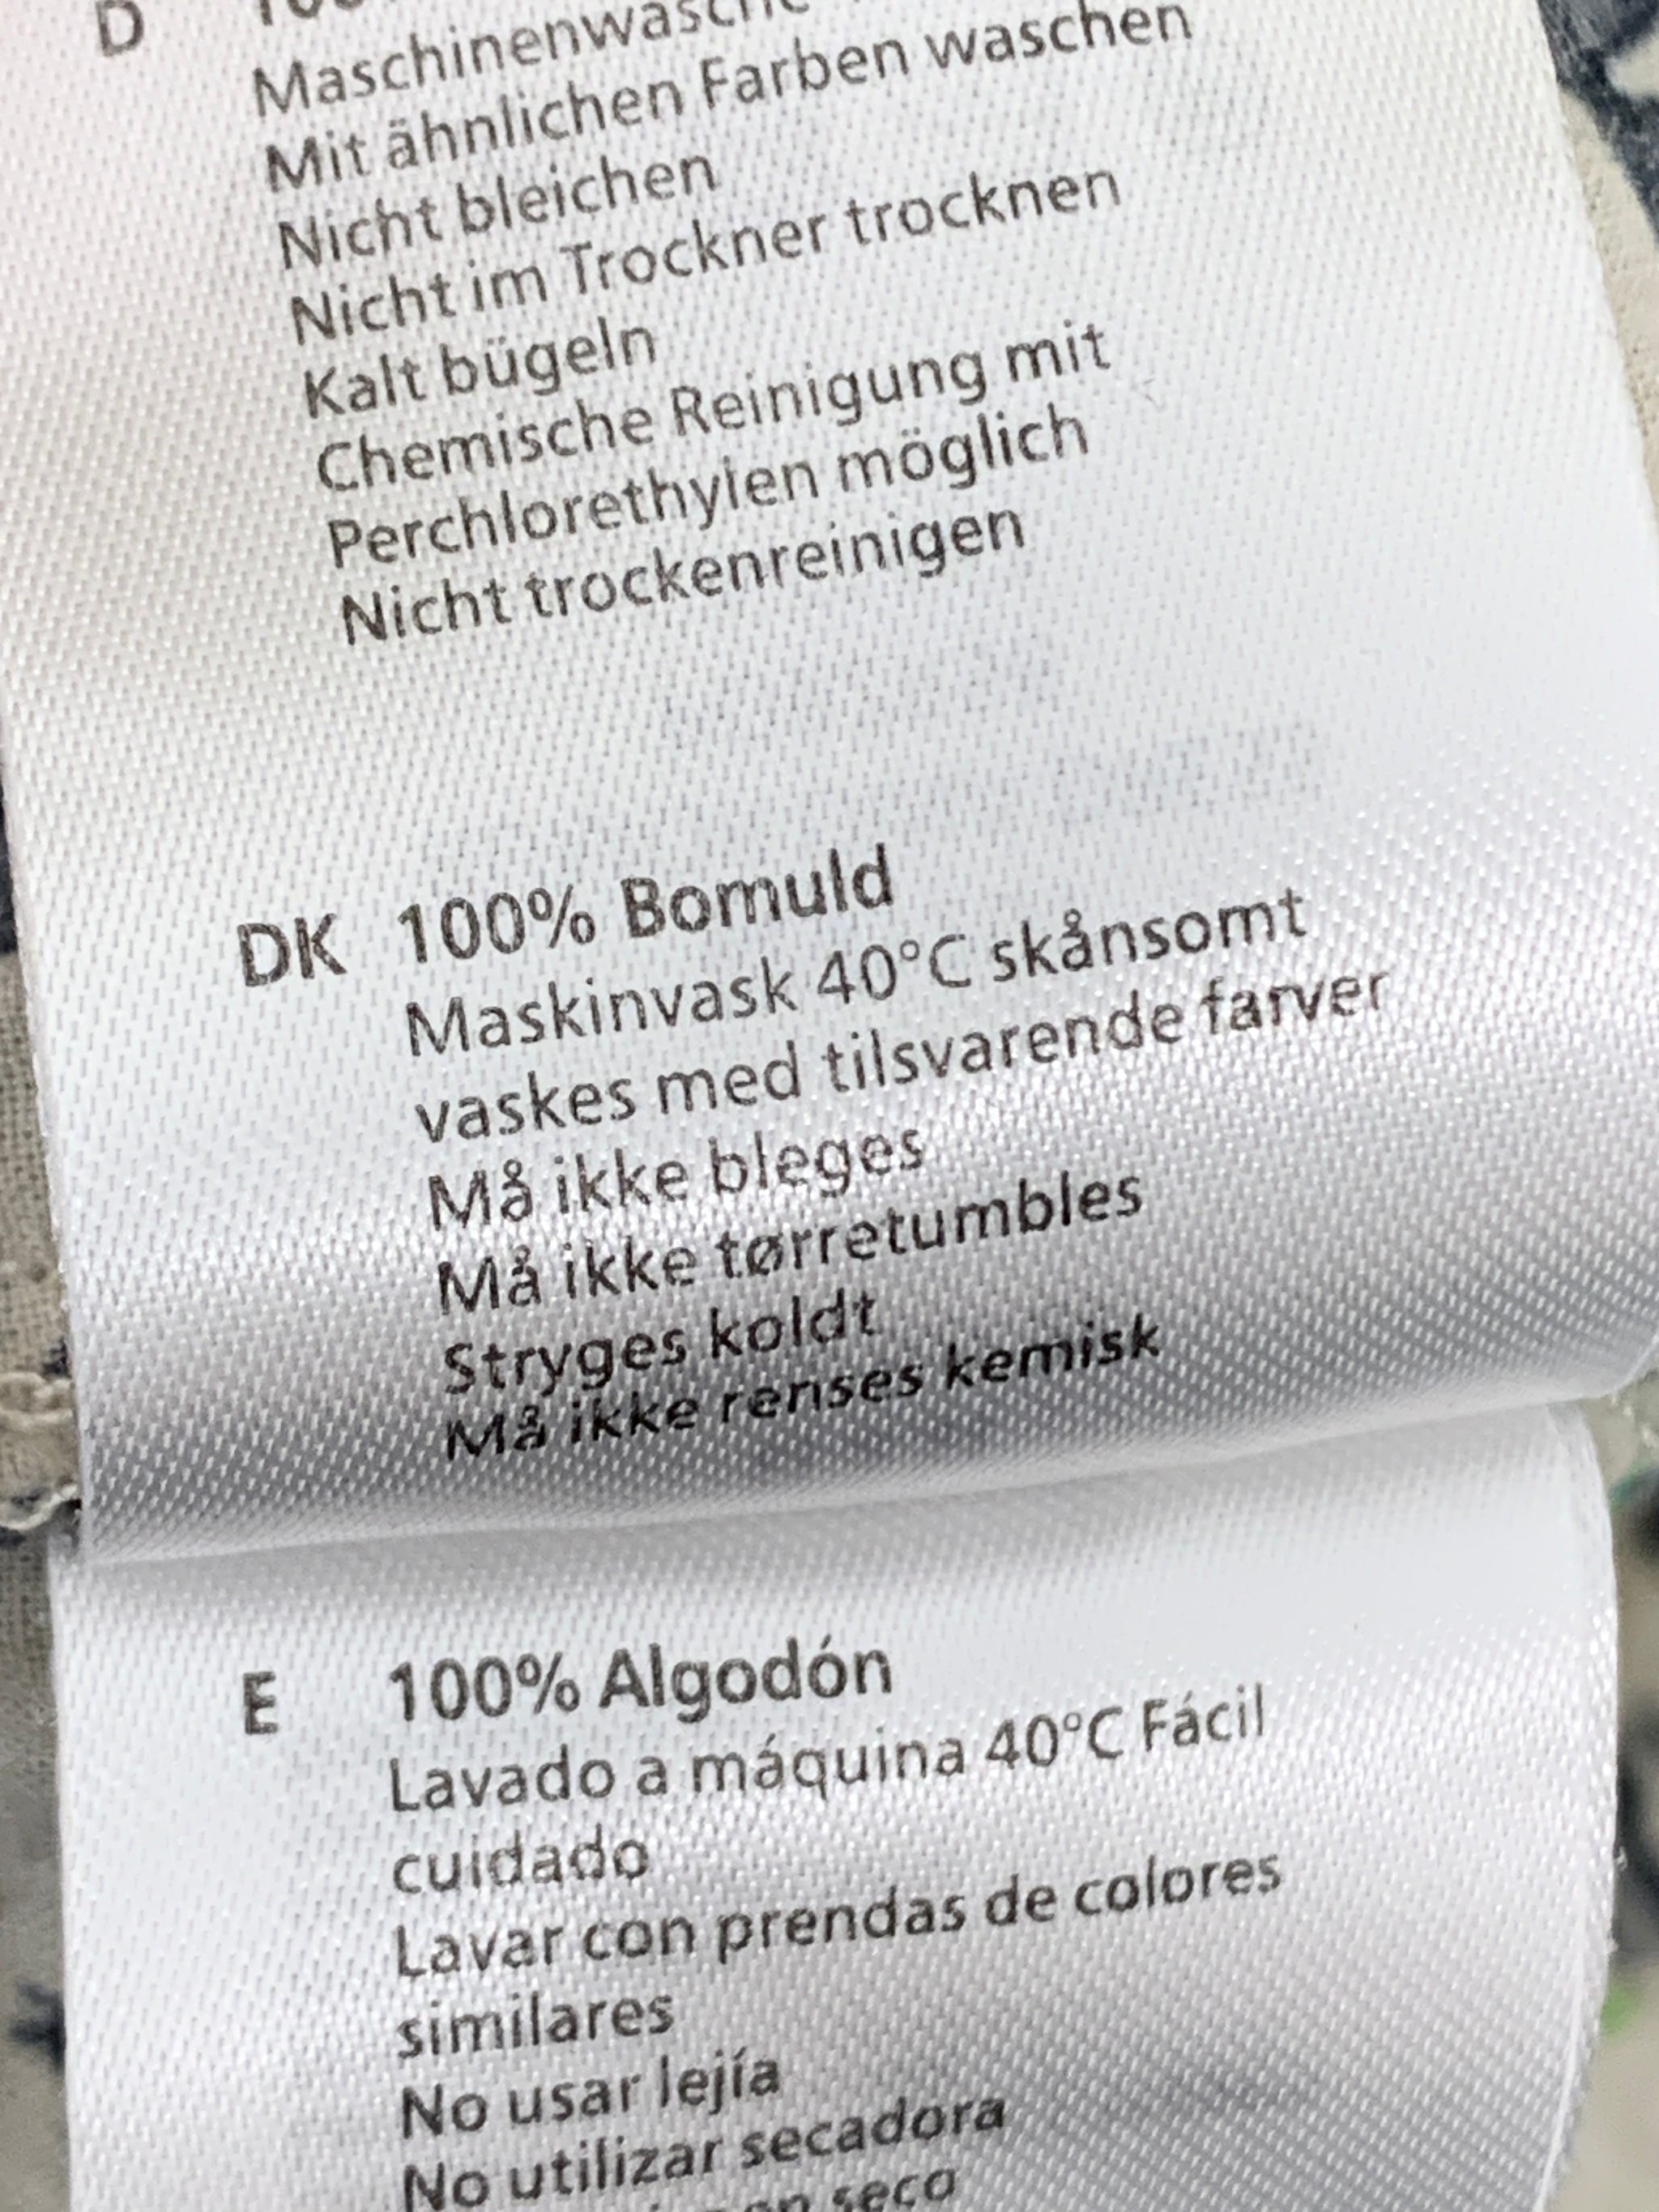 D
Maschinenwäsche
Mit ähnlichen Farben waschen
Nicht bleichen
Nicht im Trockner trocknen
Kalt bügeln
Chemische Reinigung mit
Perchlorethylen möglich
Nicht trockenreinigen
DK 100% Bomuld
Maskinvask 40°C skånsomt
vaskes med tilsvarende farver
Må ikke bleges
Må ikke tørretumbles
Stryges koldt
Må ikke renses kemisk
E 100% Algodón
Lavado a máquina 40°C Fácil
cuidado
Lavar con prendas de colores
similares
No usar lejía
No utilizar secadora
seco